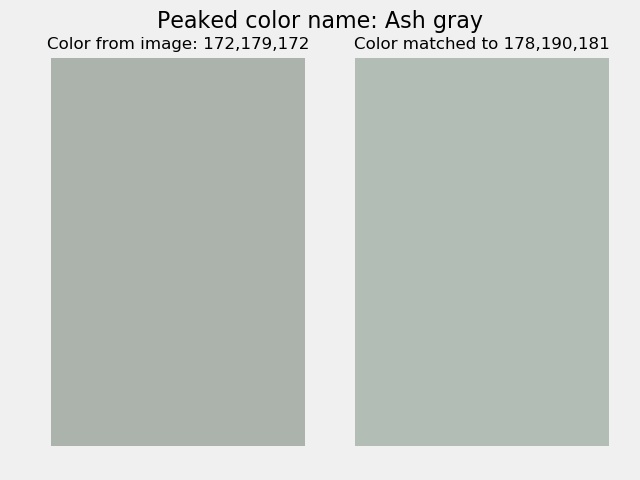 Peaked color name: Ash gray
Color from image: 172,179,172
Color matched to 178,190,181